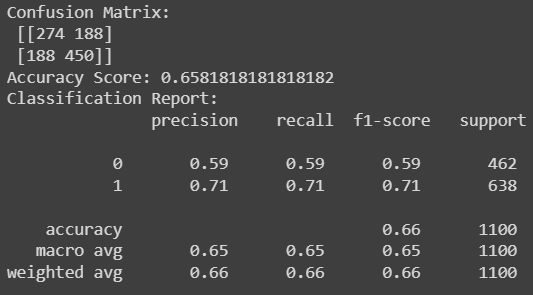 Confusion Matrix:
[[274 188]
[188 450]]
Accuracy Score: 0.6581818181818182
Classification Report:
precision recall f1-score support
0 0.59 0.59 0.59 462
1 0.71 0.71 0.71 638
accuracy 0.66 1100
macro avg 0.65 0.65 0.65 1100
weighted avg 0.66 0.66 0.66 1100